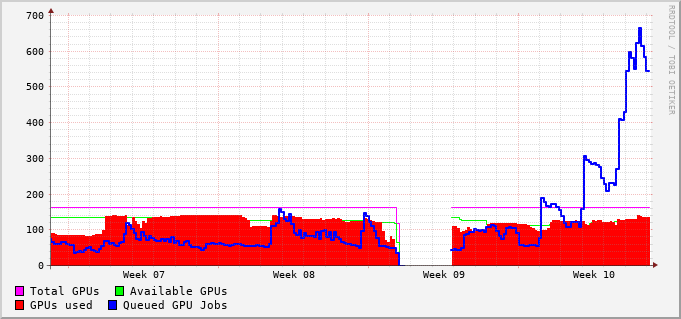 700
600
500
400
300
200
100
0
Week 07 Week 08 Week 09 Week 10
Total GPUs Available GPUs
GPUs used Queued GPU Jobs
RRDTOOL / TOBI OETIKER